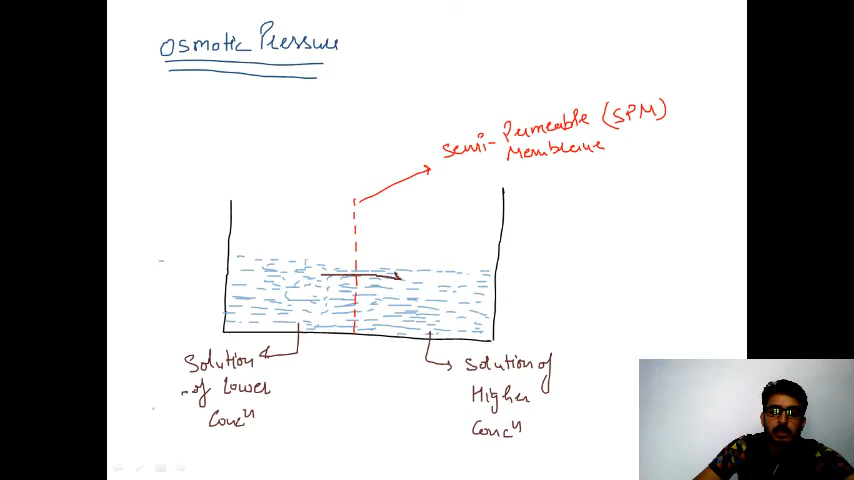 Osmotic Pressure
Semi-Permeable (SPM)
Membrane
Solution
of Lower
Concⁿ
Solution of
Higher
Concⁿ